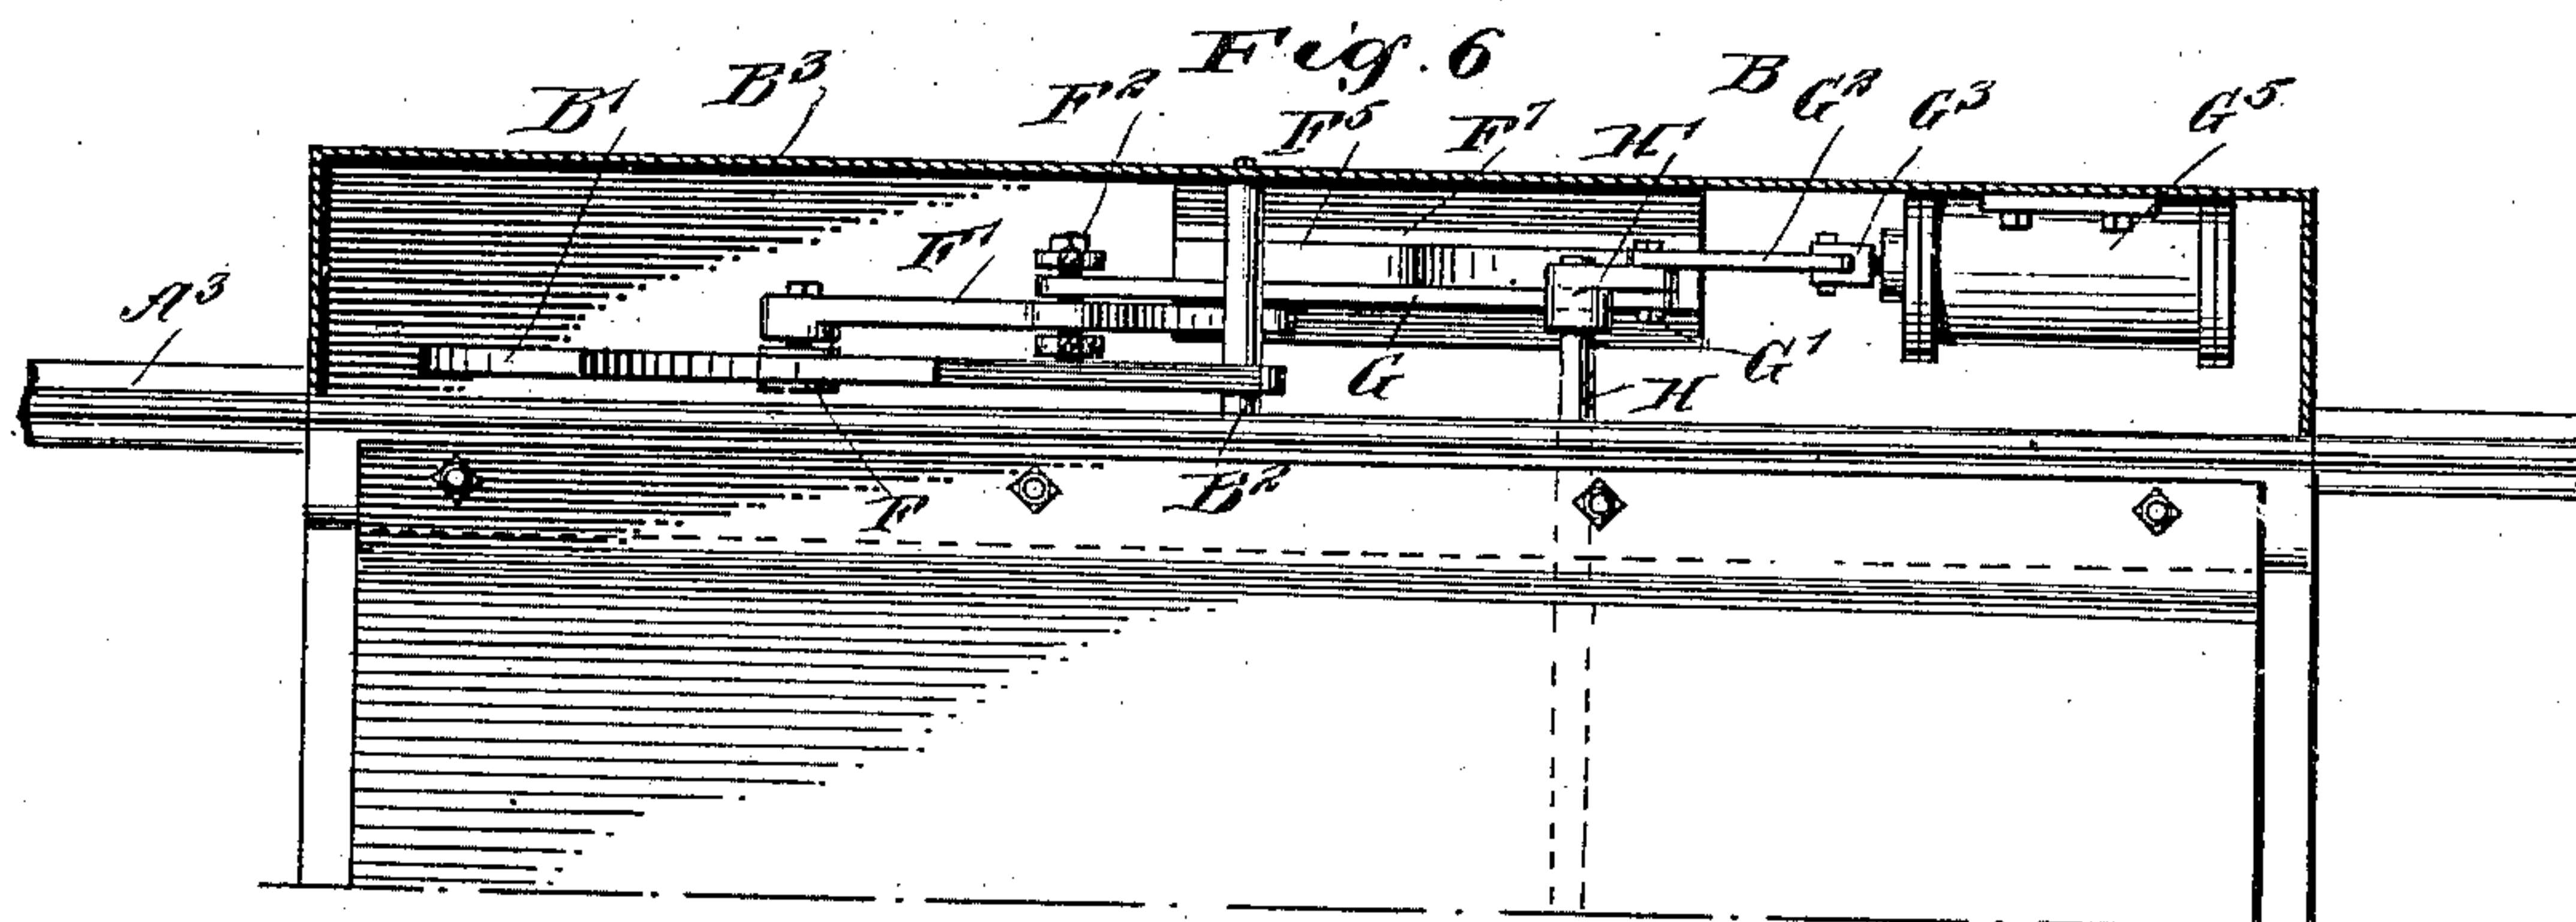 Fig. 6
B¹ B³ F² F⁵ F⁷ H¹ B G² G³ G⁵
A³ F¹
G G¹
H
F B²